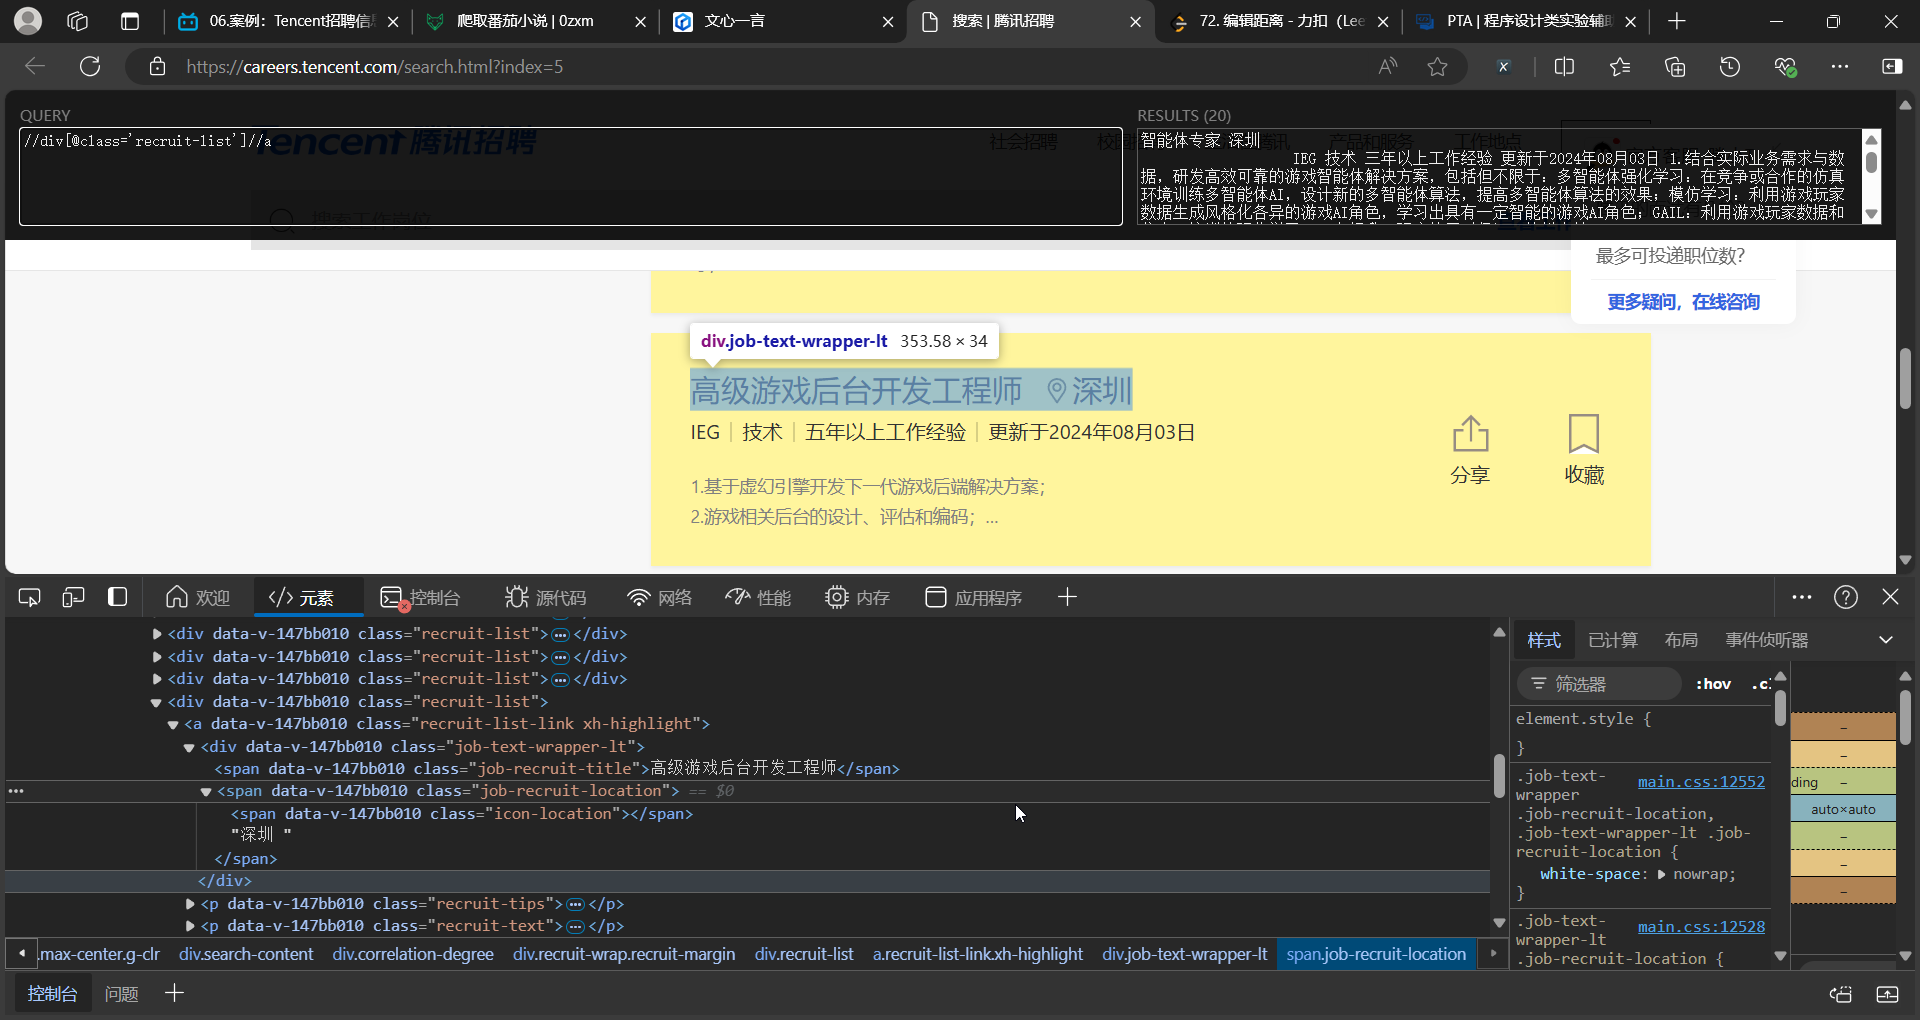 06.案例：Tencent招聘信息
爬取番茄小说 | 0zxm
文心一言
搜索 | 腾讯招聘
72. 编辑距离 - 力扣（Lee
PTA | 程序设计类实验辅
https://careers.tencent.com/search.html?index=5
QUERY
//div[@class='recruit-list']//a
RESULTS (20)
智能体专家 深圳
IEG 技术 三年以上工作经验 更新于2024年08月03日 1.结合实际业务需求与数
据，研发高效可靠的游戏智能体解决方案，包括但不限于：多智能体强化学习：在竞争或合作的仿真
环境训练多智能体AI，设计新的多智能体算法，提高多智能体算法的效果；模仿学习：利用游戏玩家
数据生成风格化各异的游戏AI角色，学习出具有一定智能的游戏AI角色；GAIL：利用游戏玩家数据和
Tencent 腾讯招聘
社会招聘
产品和服务
工作地点
搜索工作岗位
最多可投递职位数?
更多疑问，在线咨询
div.job-text-wrapper-lt 353.58 × 34
高级游戏后台开发工程师 深圳
IEG 技术 五年以上工作经验 更新于2024年08月03日
1.基于虚幻引擎开发下一代游戏后端解决方案；
2.游戏相关后台的设计、评估和编码； ...
分享
收藏
欢迎
</> 元素
控制台
源代码
网络
性能
内存
应用程序
<div data-v-147bb010 class="recruit-list">…</div>
<div data-v-147bb010 class="recruit-list">…</div>
<div data-v-147bb010 class="recruit-list">…</div>
<div data-v-147bb010 class="recruit-list">
<a data-v-147bb010 class="recruit-list-link xh-highlight">
<div data-v-147bb010 class="job-text-wrapper-lt">
<span data-v-147bb010 class="job-recruit-title">高级游戏后台开发工程师</span>
<span data-v-147bb010 class="job-recruit-location"> == $0
<span data-v-147bb010 class="icon-location"></span>
"深圳 "
</span>
</div>
<p data-v-147bb010 class="recruit-tips">…</p>
<p data-v-147bb010 class="recruit-text">…</p>
.max-center.g-clr div.search-content div.correlation-degree div.recruit-wrap.recruit-margin div.recruit-list a.recruit-list-link.xh-highlight div.job-text-wrapper-lt span.job-recruit-location
样式 已计算 布局 事件侦听器
筛选器 :hov .cl
element.style {
}
.job-text- main.css:12552
wrapper
.job-recruit-location,
.job-text-wrapper-lt .job-
recruit-location {
white-space: nowrap;
}
.job-text- main.css:12528
wrapper-lt
.job-recruit-location {
ding
auto×auto
控制台 问题